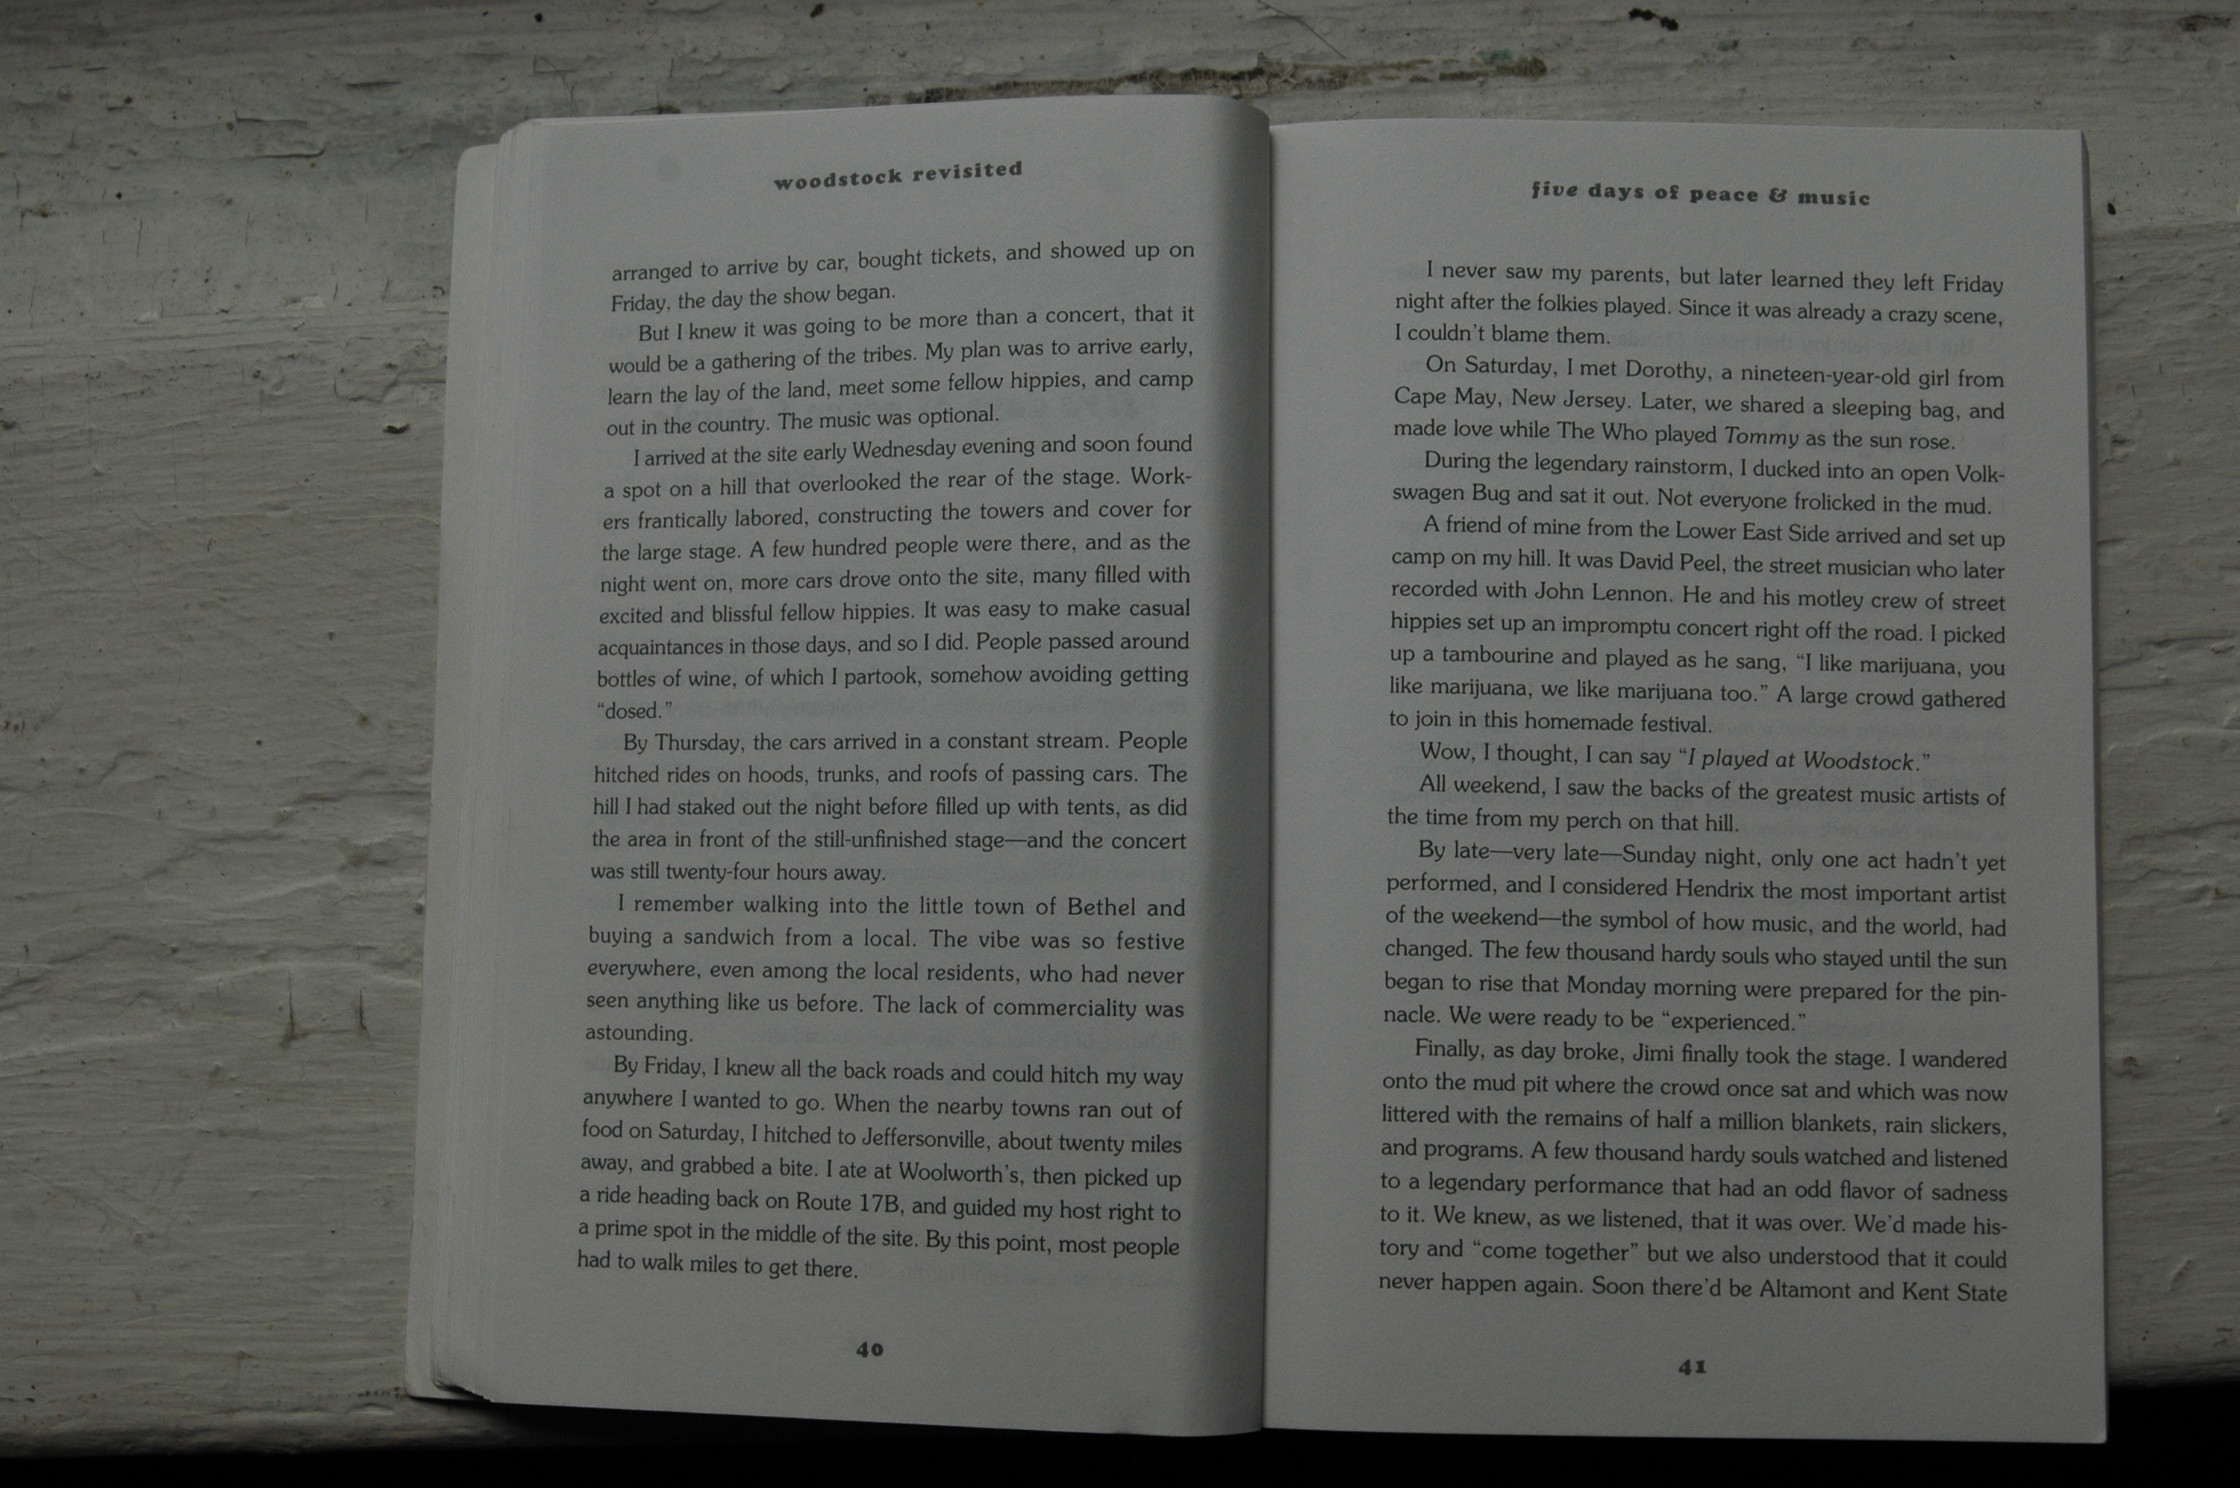 woodstock revisited
arranged to arrive by car, bought tickets, and showed up on
Friday, the day the show began.
But I knew it was going to be more than a concert, that it
would be a gathering of the tribes. My plan was to arrive early,
learn the lay of the land, meet some fellow hippies, and camp
out in the country. The music was optional.
I arrived at the site early Wednesday evening and soon found
a spot on a hill that overlooked the rear of the stage. Work-
ers frantically labored, constructing the towers and cover for
the large stage. A few hundred people were there, and as the
night went on, more cars drove onto the site, many filled with
excited and blissful fellow hippies. It was easy to make casual
acquaintances in those days, and so I did. People passed around
bottles of wine, of which I partook, somehow avoiding getting
“dosed.”
By Thursday, the cars arrived in a constant stream. People
hitched rides on hoods, trunks, and roofs of passing cars. The
hill I had staked out the night before filled up with tents, as did
the area in front of the still-unfinished stage—and the concert
was still twenty-four hours away.
I remember walking into the little town of Bethel and
buying a sandwich from a local. The vibe was so festive
everywhere, even among the local residents, who had never
seen anything like us before. The lack of commerciality was
astounding.
By Friday, I knew all the back roads and could hitch my way
anywhere I wanted to go. When the nearby towns ran out of
food on Saturday, I hitched to Jeffersonville, about twenty miles
away, and grabbed a bite. I ate at Woolworth’s, then picked up
a ride heading back on Route 17B, and guided my host right to
a prime spot in the middle of the site. By this point, most people
had to walk miles to get there.
40
five days of peace & music
I never saw my parents, but later learned they left Friday
night after the folkies played. Since it was already a crazy scene,
I couldn’t blame them.
On Saturday, I met Dorothy, a nineteen-year-old girl from
Cape May, New Jersey. Later, we shared a sleeping bag, and
made love while The Who played Tommy as the sun rose.
During the legendary rainstorm, I ducked into an open Volk-
swagen Bug and sat it out. Not everyone frolicked in the mud.
A friend of mine from the Lower East Side arrived and set up
camp on my hill. It was David Peel, the street musician who later
recorded with John Lennon. He and his motley crew of street
hippies set up an impromptu concert right off the road. I picked
up a tambourine and played as he sang, “I like marijuana, you
like marijuana, we like marijuana too.” A large crowd gathered
to join in this homemade festival.
Wow, I thought, I can say “I played at Woodstock.”
All weekend, I saw the backs of the greatest music artists of
the time from my perch on that hill.
By late—very late—Sunday night, only one act hadn’t yet
performed, and I considered Hendrix the most important artist
of the weekend—the symbol of how music, and the world, had
changed. The few thousand hardy souls who stayed until the sun
began to rise that Monday morning were prepared for the pin-
nacle. We were ready to be “experienced.”
Finally, as day broke, Jimi finally took the stage. I wandered
onto the mud pit where the crowd once sat and which was now
littered with the remains of half a million blankets, rain slickers,
and programs. A few thousand hardy souls watched and listened
to a legendary performance that had an odd flavor of sadness
to it. We knew, as we listened, that it was over. We’d made his-
tory and “come together” but we also understood that it could
never happen again. Soon there’d be Altamont and Kent State
41